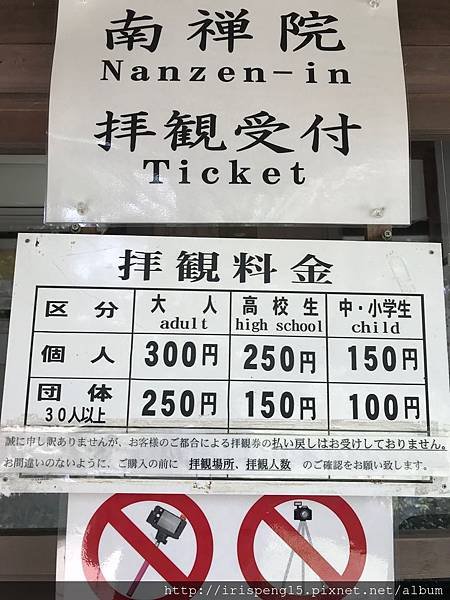 南禅院
Nanzen-in
拝観受付
Ticket
拝観料金
区分 大人 adult 高校生 high school 中・小学生 child
個人 300円 250円 150円
団体 30人以上 250円 150円 100円
誠に申し訳ありませんが、お客様のご都合による拝観券の払い戻しはお受けしておりません。
お間違いのないように、ご購入の前に 拝観場所、拝観人数 のご確認をお願い致します。
http://irispeng15.pixnet.net/album